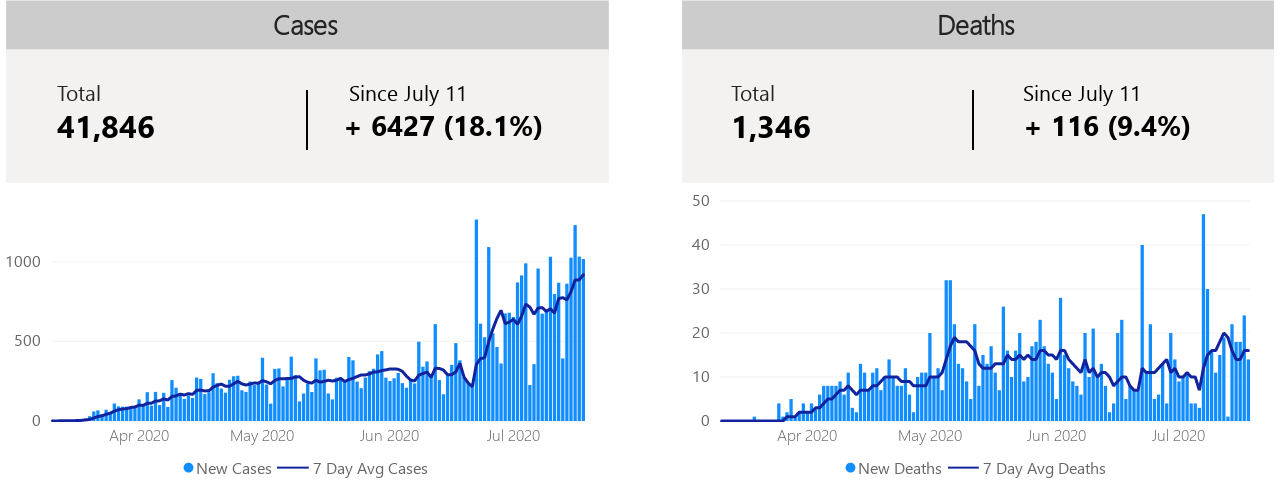 Cases
Total
41,846
Since July 11
+ 6427 (18.1%)
1000
500
0
Apr 2020 May 2020 Jun 2020 Jul 2020
New Cases 7 Day Avg Cases
Deaths
Total
1,346
Since July 11
+ 116 (9.4%)
50
40
30
20
10
0
Apr 2020 May 2020 Jun 2020 Jul 2020
New Deaths 7 Day Avg Deaths